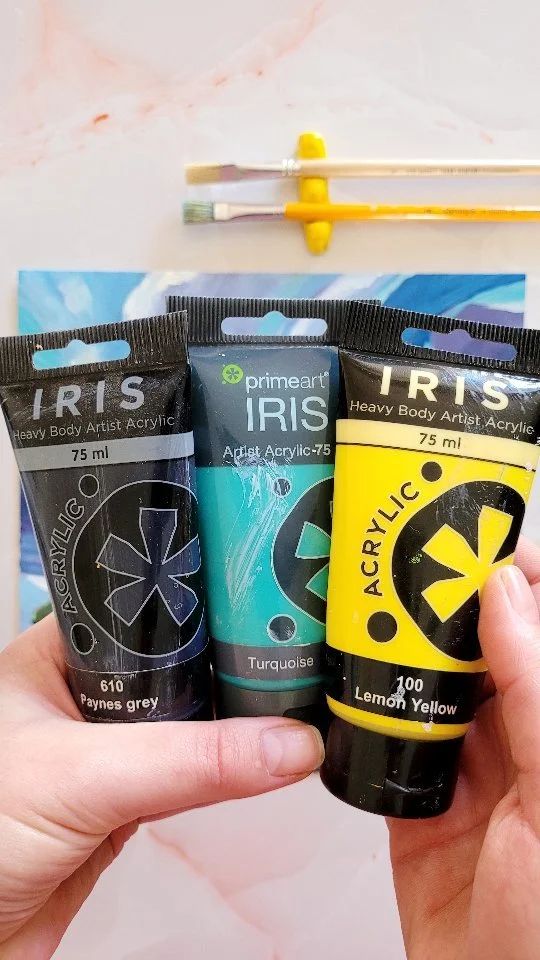 IRIS
Heavy Body Artist Acrylic
75 ml
ACRYLIC
610
Paynes grey
primeart®
IRIS
Artist Acrylic-75
Turquoise
IRIS
Heavy Body Artist Acrylic
75 ml
ACRYLIC
100
Lemon Yellow